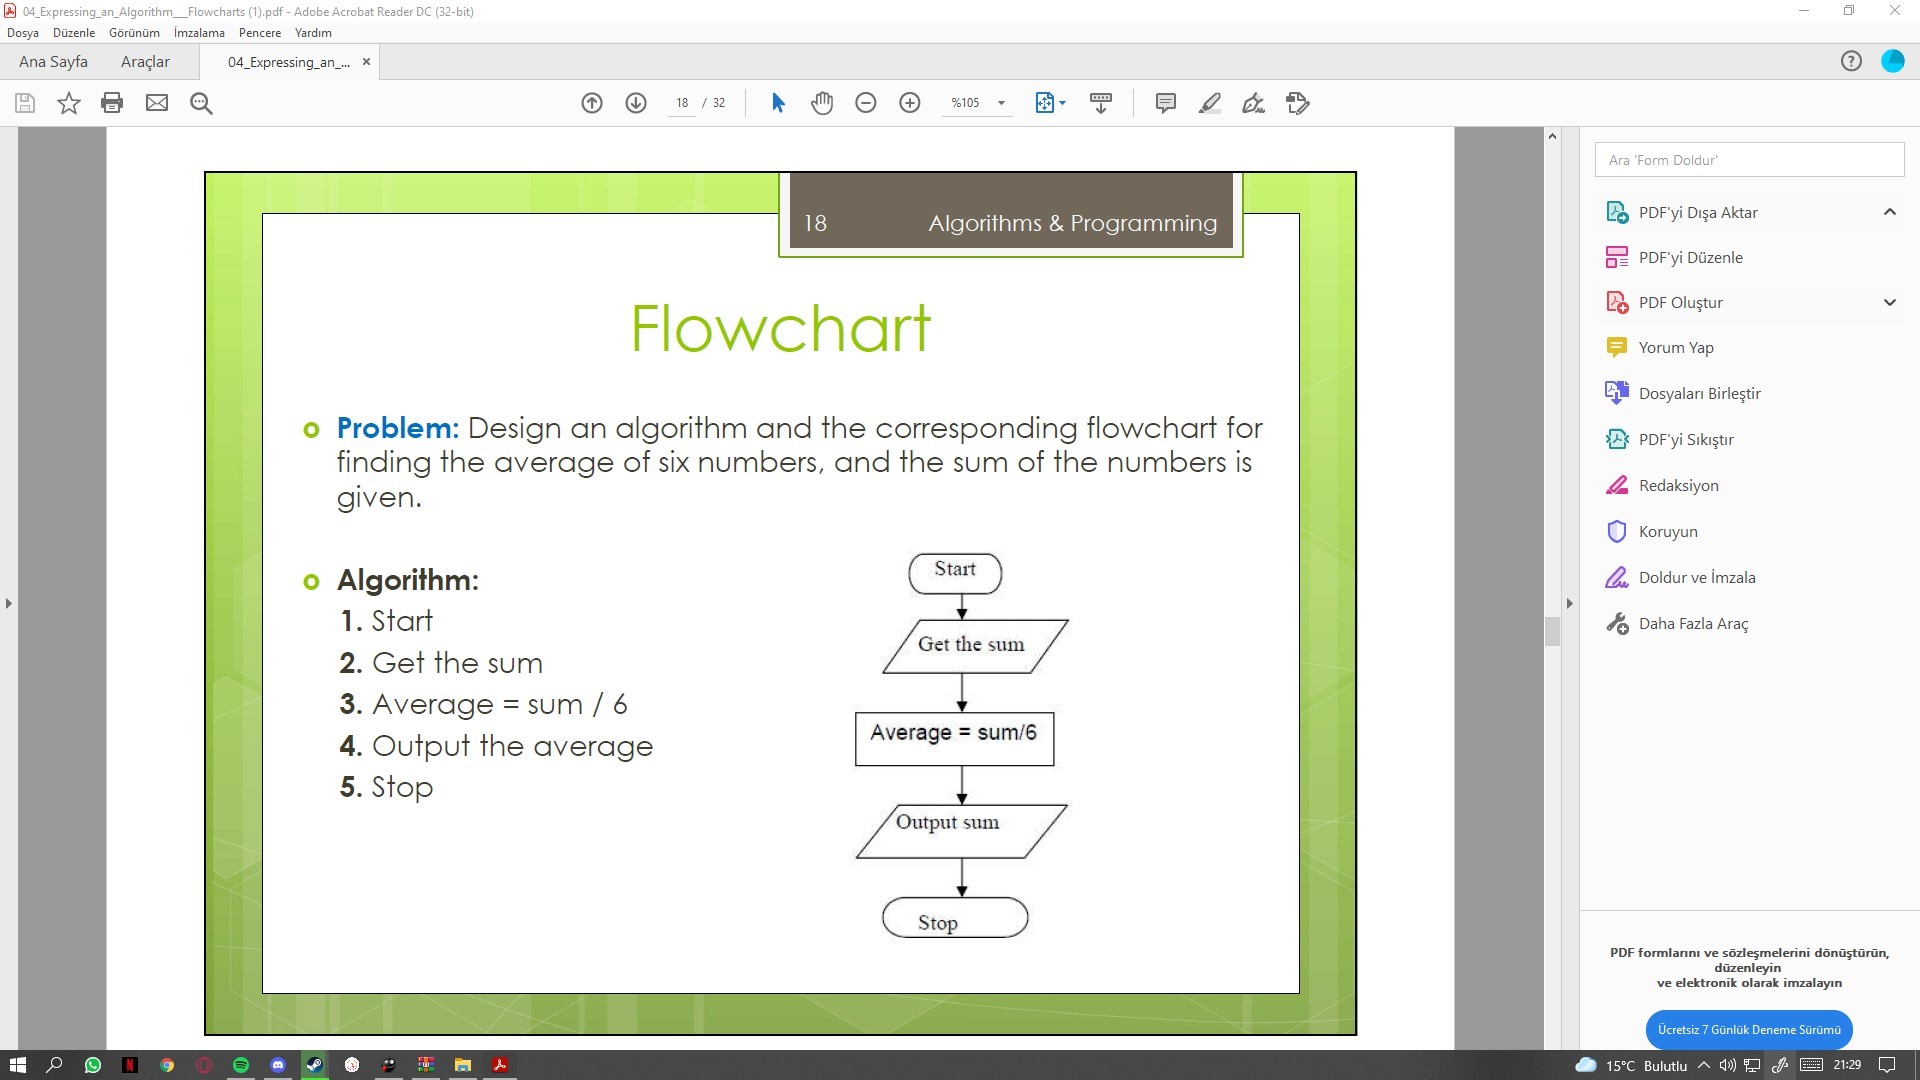 04_Expressing_an_Algorithm___Flowcharts (1).pdf - Adobe Acrobat Reader DC (32-bit)
Dosya Düzenle Görünüm İmzalama Pencere Yardım
Ana Sayfa Araçlar 04_Expressing_an_... ×
18 / 32 %105
Ara 'Form Doldur'
PDF'yi Dışa Aktar
PDF'yi Düzenle
PDF Oluştur
Yorum Yap
Dosyaları Birleştir
PDF'yi Sıkıştır
Redaksiyon
Koruyun
Doldur ve İmzala
Daha Fazla Araç
PDF formlarını ve sözleşmelerini dönüştürün,
düzenleyin
ve elektronik olarak imzalayın
Ücretsiz 7 Günlük Deneme Sürümü
18 Algorithms & Programming
Flowchart
Problem: Design an algorithm and the corresponding flowchart for
finding the average of six numbers, and the sum of the numbers is
given.
Algorithm:
1. Start
2. Get the sum
3. Average = sum / 6
4. Output the average
5. Stop
Start
Get the sum
Average = sum/6
Output sum
Stop
15°C Bulutlu 21:29